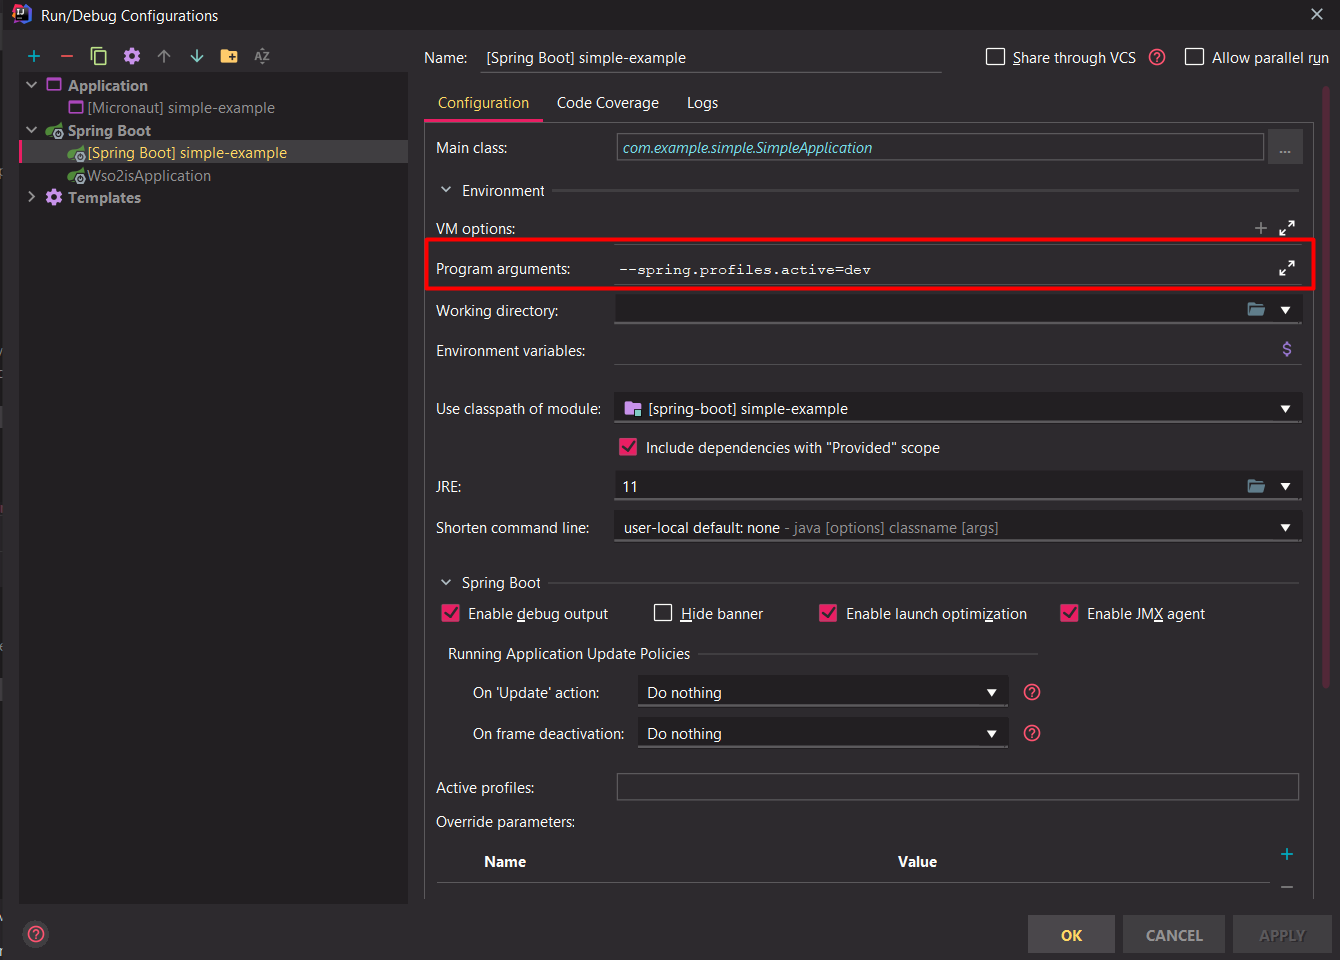 Run/Debug Configurations
Name: [Spring Boot] simple-example
Share through VCS
Allow parallel run
Application
[Micronaut] simple-example
Spring Boot
[Spring Boot] simple-example
Wso2isApplication
Templates
Configuration Code Coverage Logs
Main class: com.example.simple.SimpleApplication ...
Environment
VM options:
Program arguments: --spring.profiles.active=dev
Working directory:
Environment variables:
Use classpath of module: [spring-boot] simple-example
Include dependencies with "Provided" scope
JRE: 11
Shorten command line: user-local default: none - java [options] classname [args]
Spring Boot
Enable debug output Hide banner Enable launch optimization Enable JMX agent
Running Application Update Policies
On 'Update' action: Do nothing
On frame deactivation: Do nothing
Active profiles:
Override parameters:
Name Value
OK CANCEL APPLY